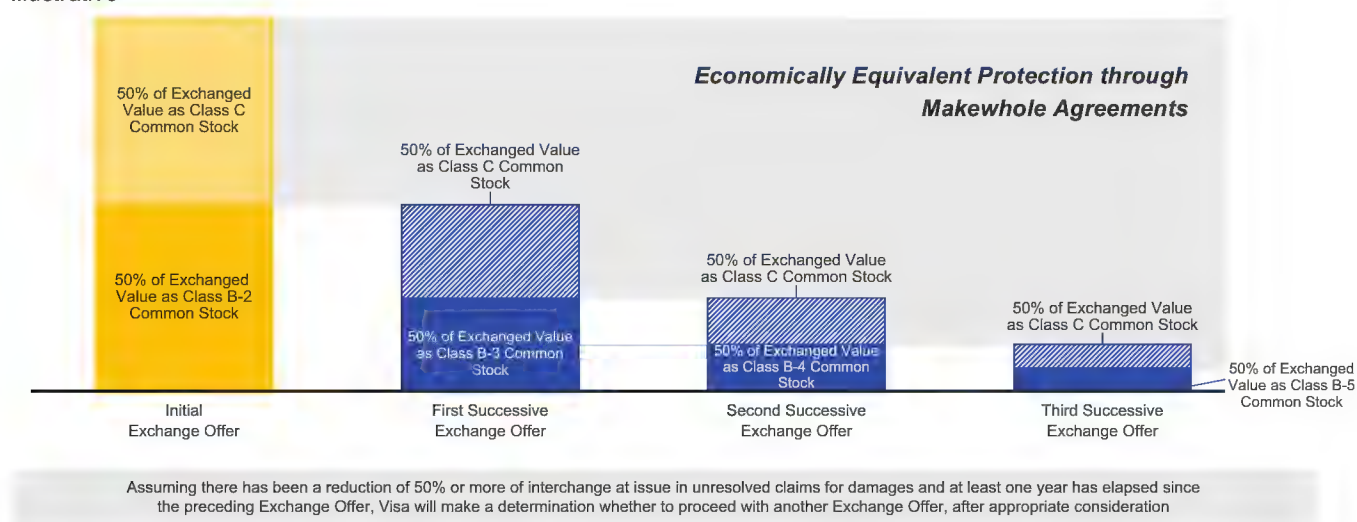 Economically Equivalent Protection through
Makewhole Agreements
50% of Exchanged
Value as Class C
Common Stock
50% of Exchanged
Value as Class B-2
Common Stock
50% of Exchanged Value
as Class C Common
Stock
50% of Exchanged Value
as Class B-3 Common
Stock
50% of Exchanged Value
as Class C Common Stock
50% of Exchanged Value
as Class B-4 Common
Stock
50% of Exchanged Value
as Class C Common Stock
50% of Exchanged
Value as Class B-5
Common Stock
Initial
Exchange Offer
First Successive
Exchange Offer
Second Successive
Exchange Offer
Third Successive
Exchange Offer
Assuming there has been a reduction of 50% or more of interchange at issue in unresolved claims for damages and at least one year has elapsed since
the preceding Exchange Offer, Visa will make a determination whether to proceed with another Exchange Offer, after appropriate consideration